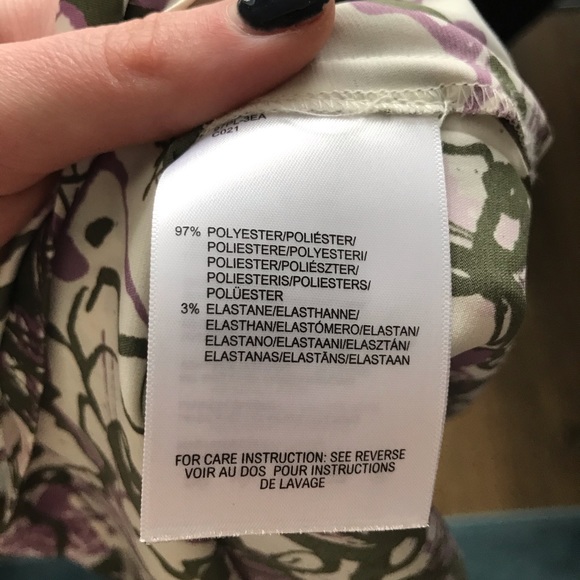 C021
97% POLYESTER/POLIÉSTER/
POLIESTERE/POLYESTERI/
POLIESTER/POLIÉSZTER/
POLIESTERIS/POLIESTERS/
POLÜESTER
3% ELASTANE/ELASTHANNE/
ELASTHAN/ELASTÓMERO/ELASTAN/
ELASTANO/ELASTAANI/ELASZTÁN/
ELASTANAS/ELASTĀNS/ELASTAAN
FOR CARE INSTRUCTION: SEE REVERSE
VOIR AU DOS POUR INSTRUCTIONS
DE LAVAGE